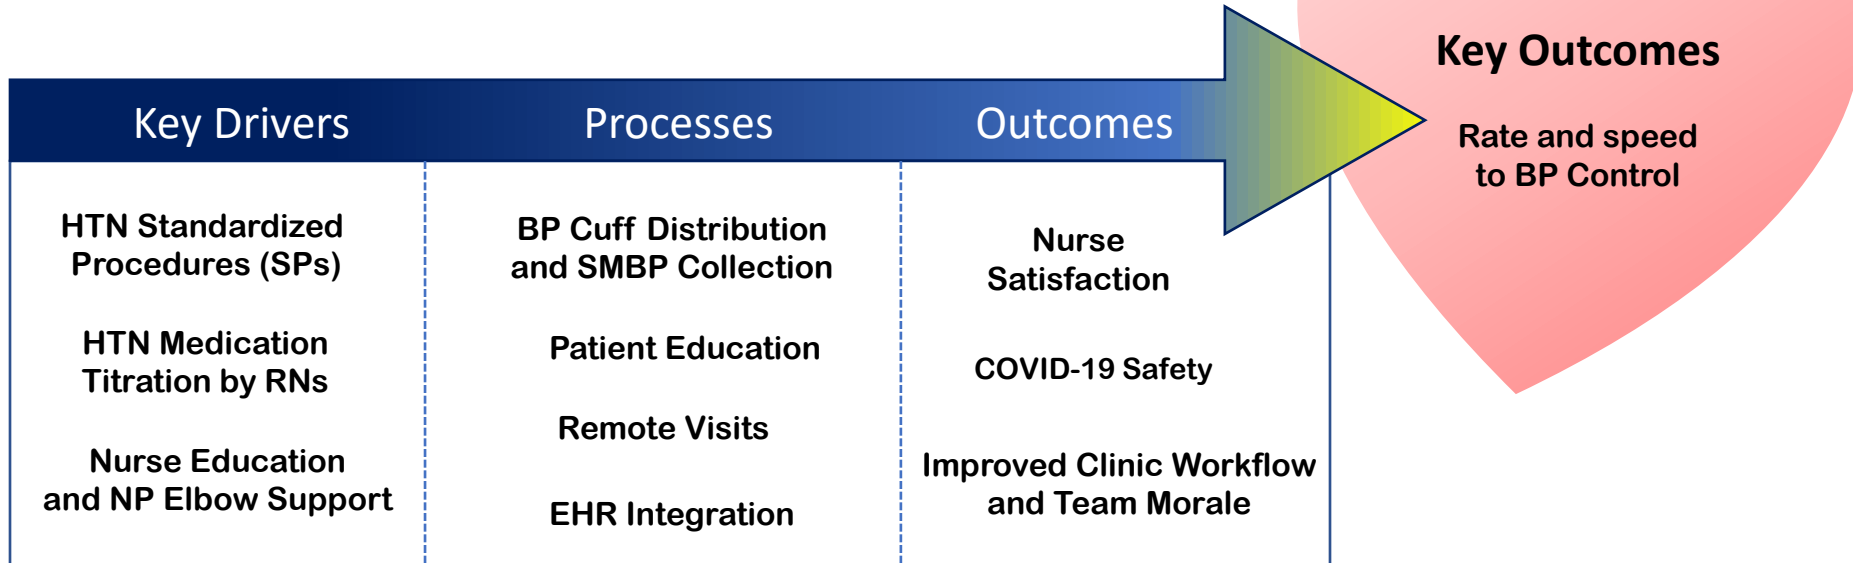 Key Drivers
Processes
Outcomes
Key Outcomes
Rate and speed
to BP Control
HTN Standardized
Procedures (SPs)
HTN Medication
Titration by RNs
Nurse Education
and NP Elbow Support
BP Cuff Distribution
and SMBP Collection
Patient Education
Remote Visits
EHR Integration
Nurse
Satisfaction
COVID-19 Safety
Improved Clinic Workflow
and Team Morale